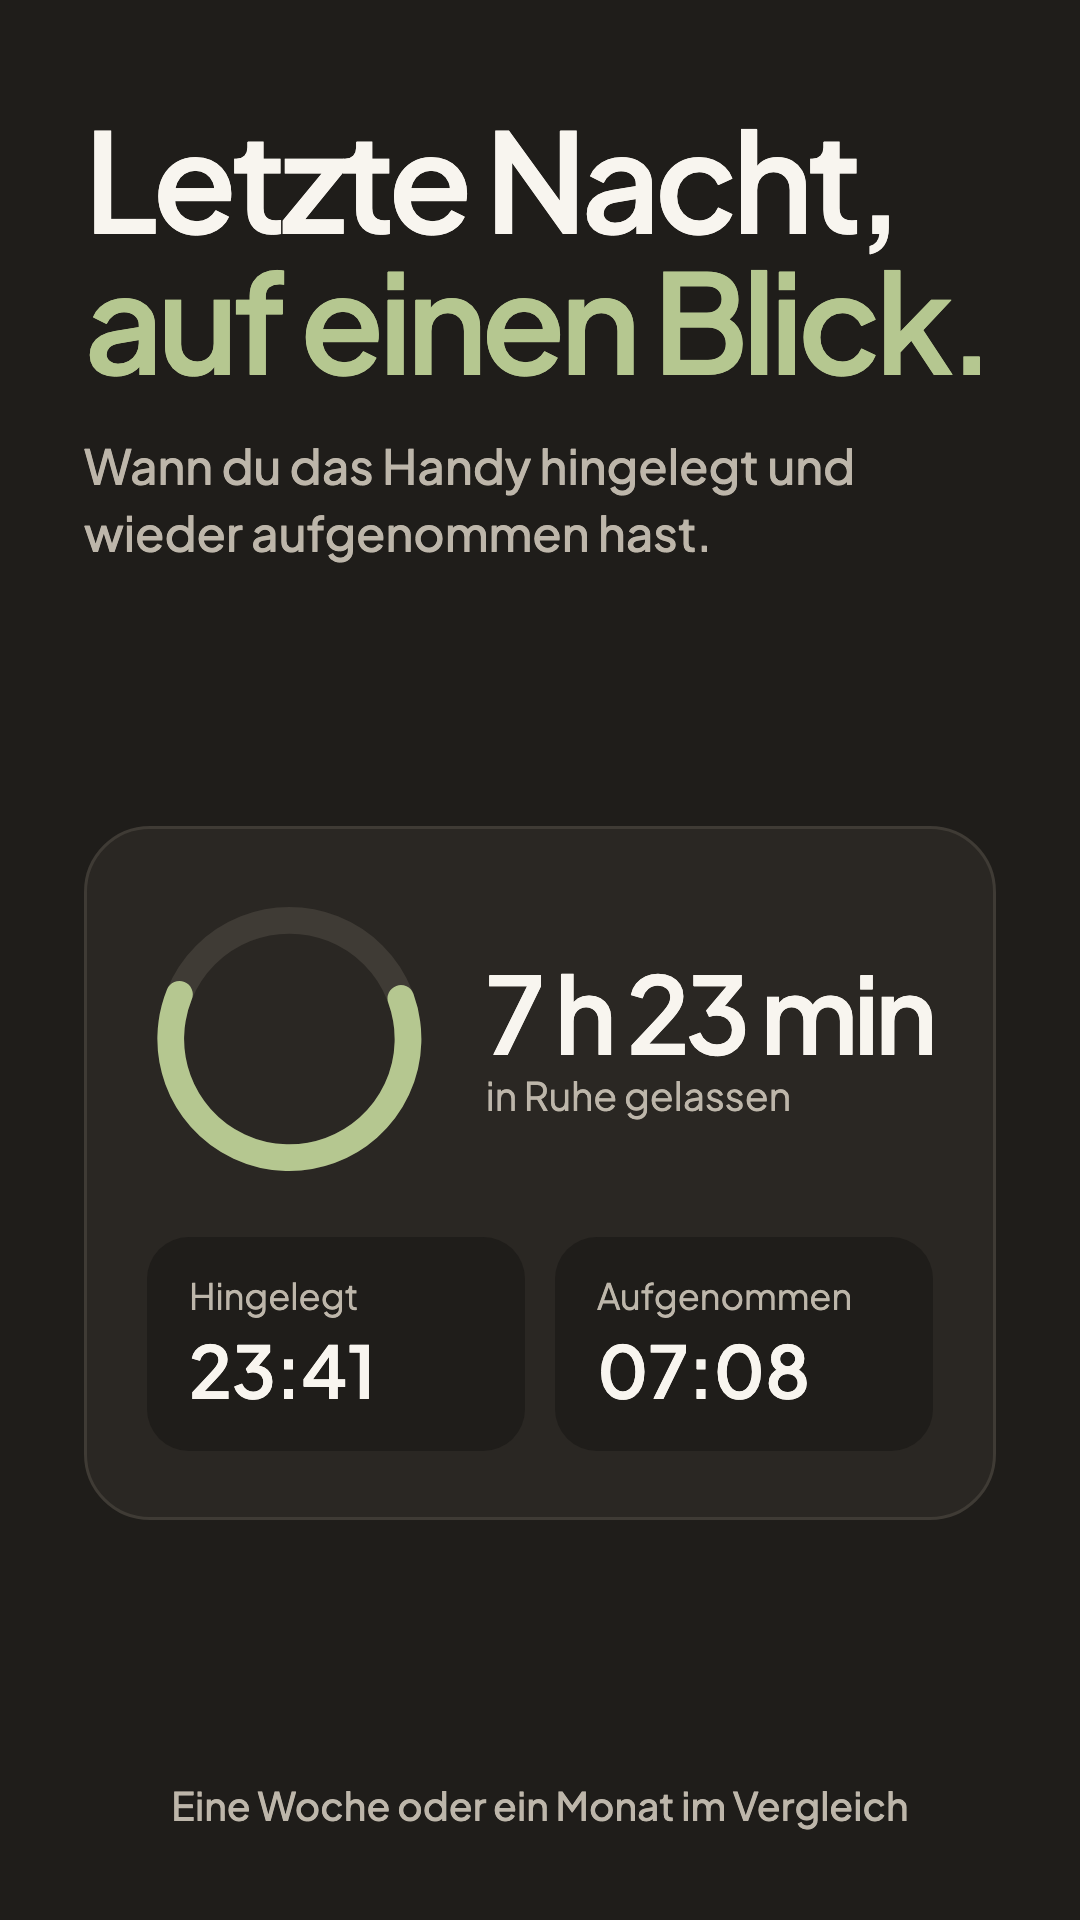 Letzte Nacht,
auf einen Blick.
Wann du das Handy hingelegt und
wieder aufgenommen hast.
7 h 23 min
in Ruhe gelassen
Hingelegt
23:41
Aufgenommen
07:08
Eine Woche oder ein Monat im Vergleich